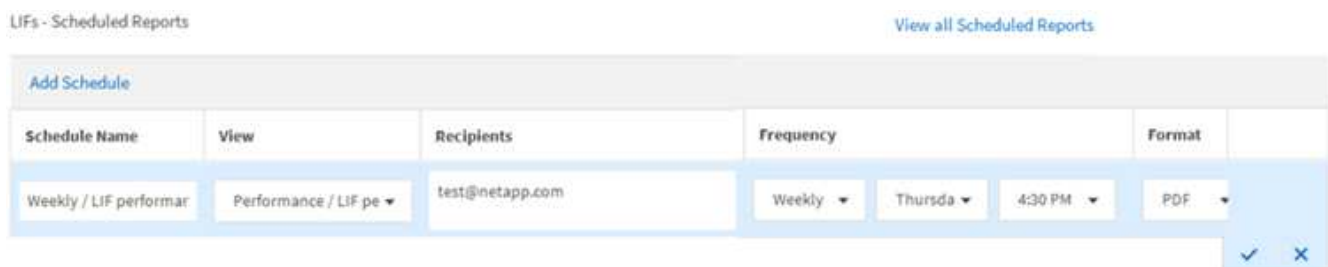 LIFs - Scheduled Reports
View all Scheduled Reports
Add Schedule
Schedule Name View Recipients Frequency Format
Weekly / LIF performar Performance / LIF pe test@netapp.com Weekly Thursda 4:30 PM PDF